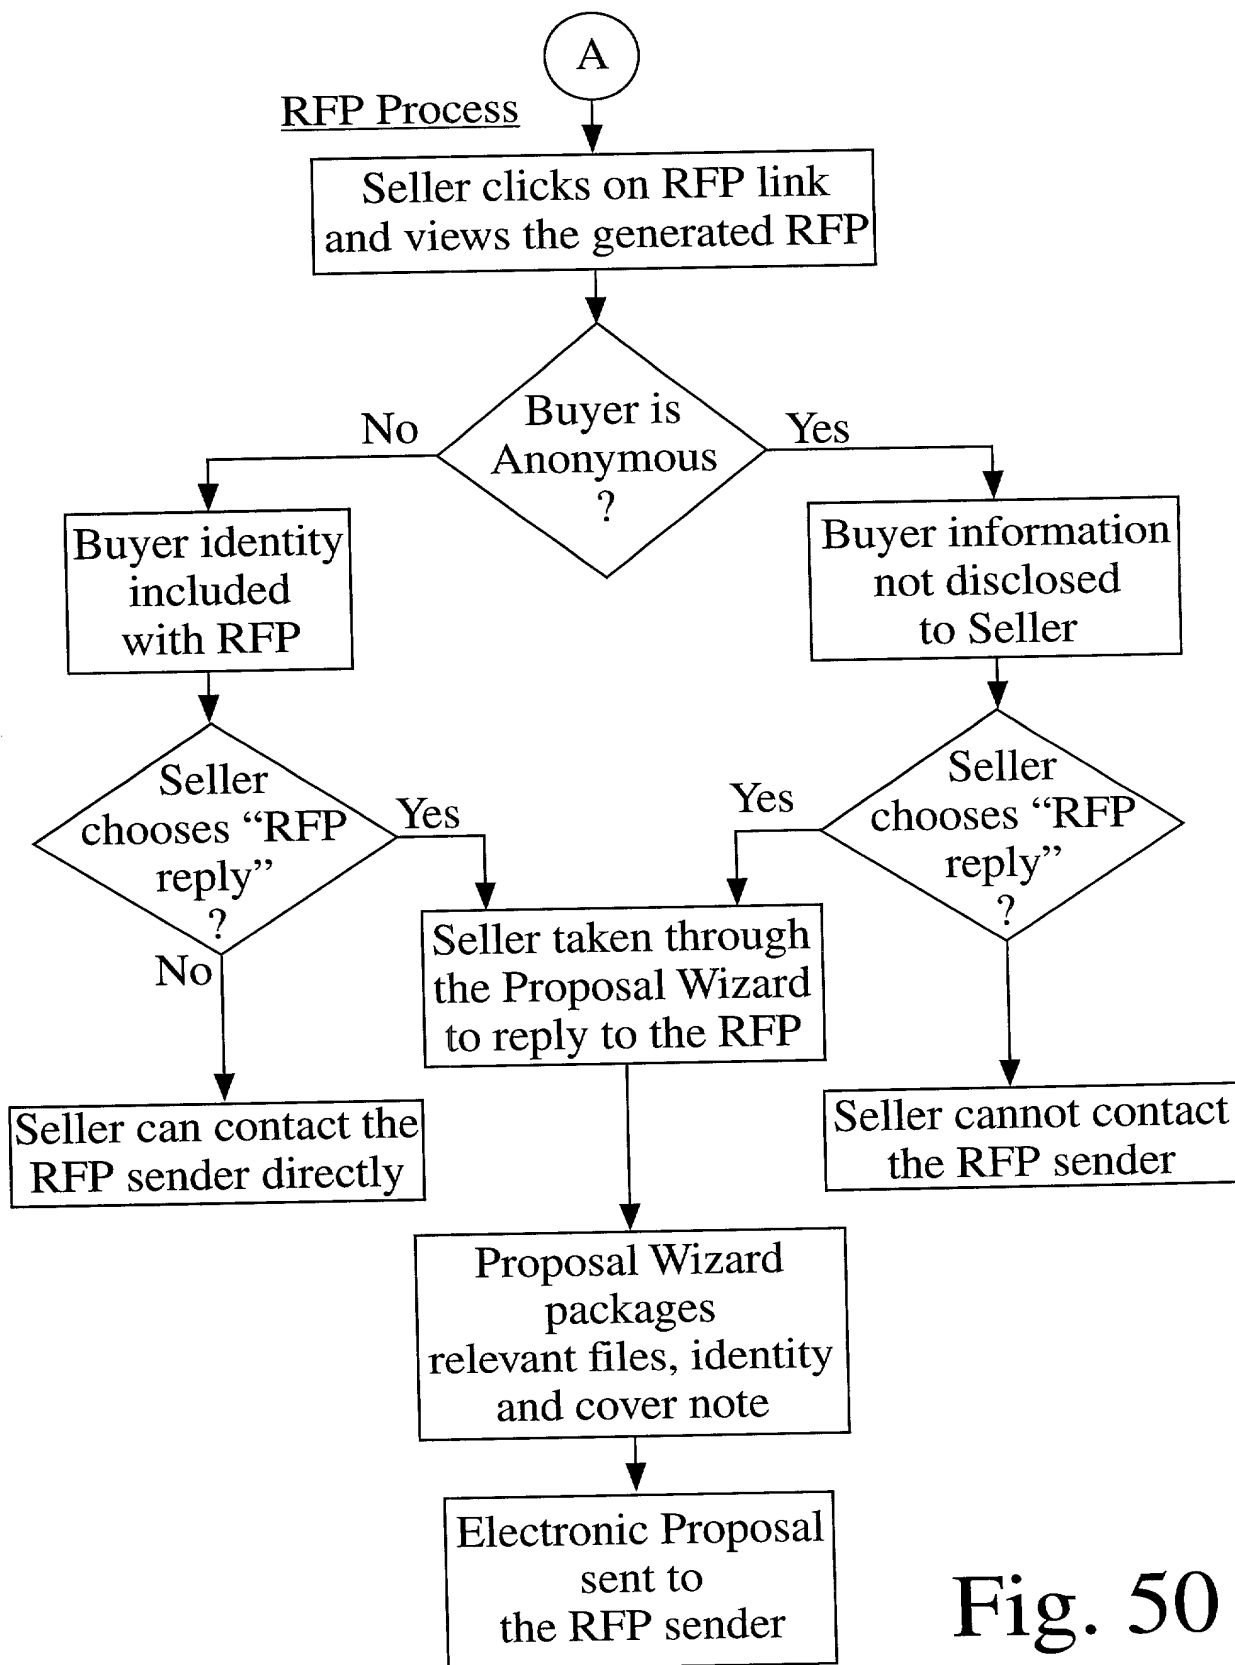 A
RFP Process
Seller clicks on RFP link
and views the generated RFP
Buyer is
Anonymous
?
No
Yes
Buyer identity
included
with RFP
Buyer information
not disclosed
to Seller
Seller
chooses “RFP
reply”
?
Yes
No
Seller
chooses “RFP
reply”
?
Yes
Seller taken through
the Proposal Wizard
to reply to the RFP
Seller can contact the
RFP sender directly
Seller cannot contact
the RFP sender
Proposal Wizard
packages
relevant files, identity
and cover note
Electronic Proposal
sent to
the RFP sender
Fig. 50